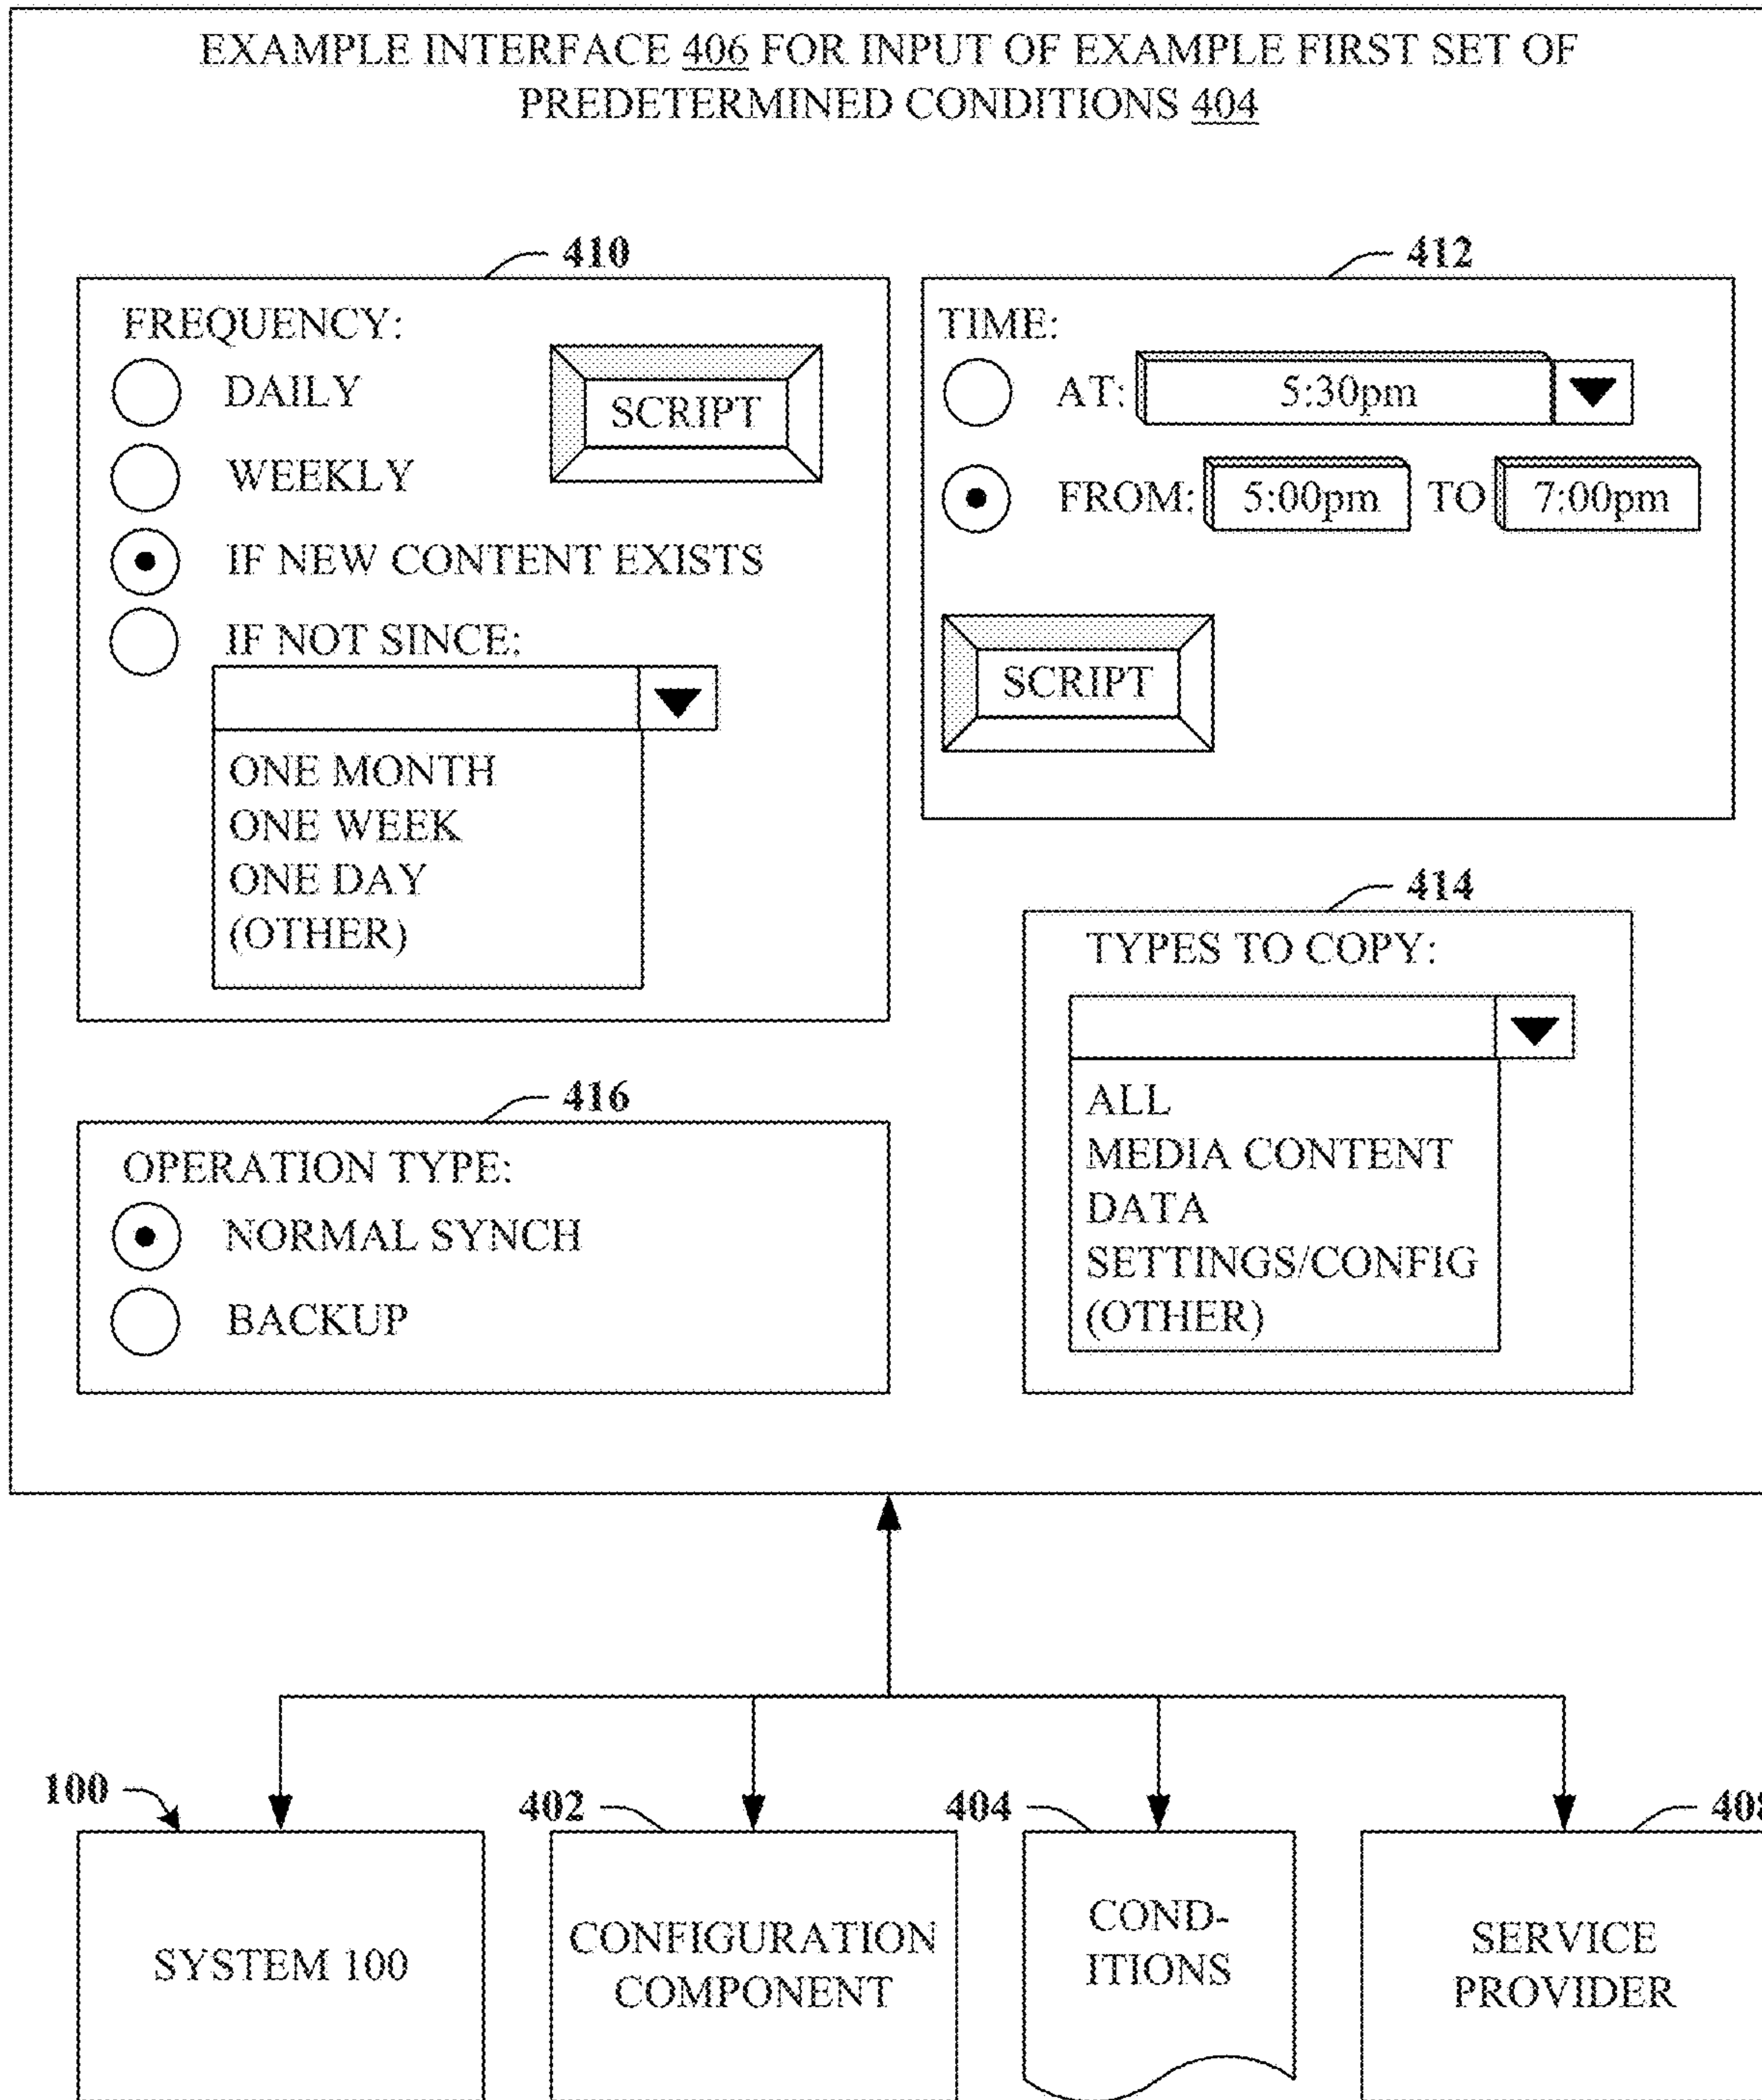 EXAMPLE INTERFACE 406 FOR INPUT OF EXAMPLE FIRST SET OF
PREDETERMINED CONDITIONS 404
410
FREQUENCY:
DAILY
SCRIPT
WEEKLY
IF NEW CONTENT EXISTS
IF NOT SINCE:
ONE MONTH
ONE WEEK
ONE DAY
(OTHER)
412
TIME:
AT: 5:30pm
FROM: 5:00pm TO 7:00pm
SCRIPT
414
TYPES TO COPY:
ALL
MEDIA CONTENT
DATA
SETTINGS/CONFIG
(OTHER)
416
OPERATION TYPE:
NORMAL SYNCH
BACKUP
100
SYSTEM 100
402
CONFIGURATION
COMPONENT
404
COND-
ITIONS
408
SERVICE
PROVIDER